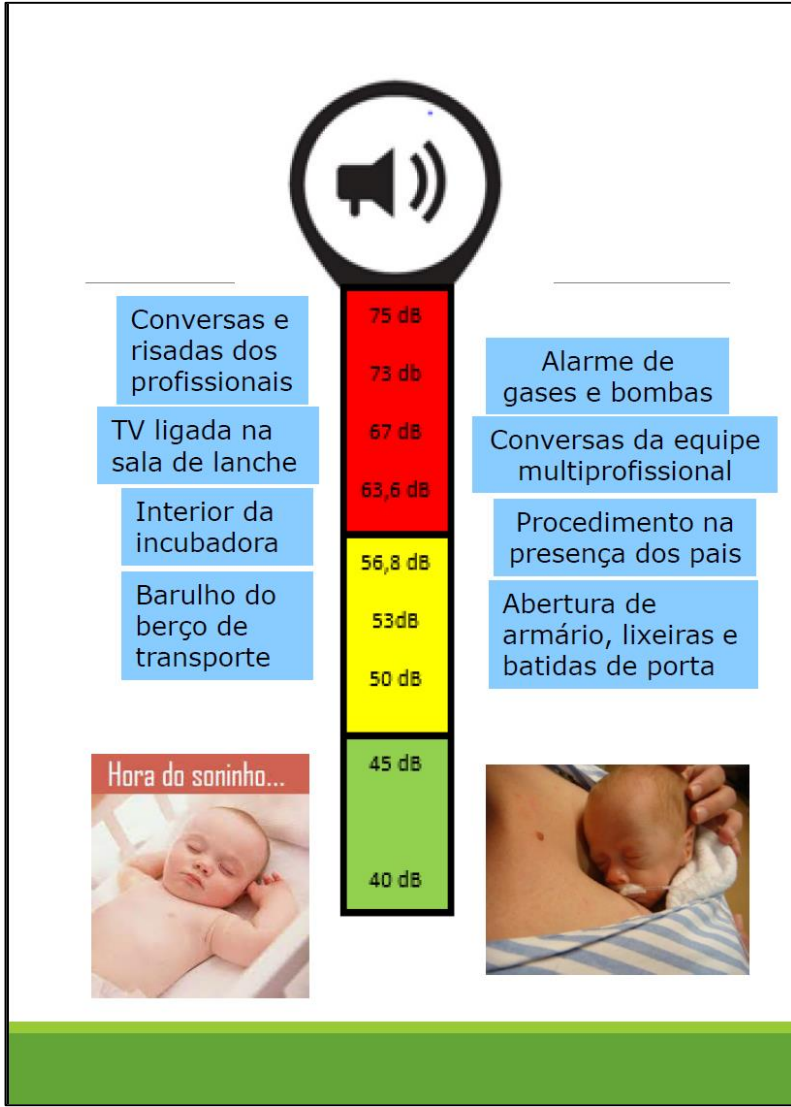 75 dB
Conversas e
risadas dos
profissionais
73 db
Alarme de
gases e bombas
TV ligada na
sala de lanche
67 dB
Conversas da equipe
multiprofissional
63,6 dB
Interior da
incubadora
Procedimento na
presença dos pais
56,8 dB
Barulho do
berço de
transporte
53dB
Abertura de
armário, lixeiras e
batidas de porta
50 dB
45 dB
Hora do soninho...
40 dB